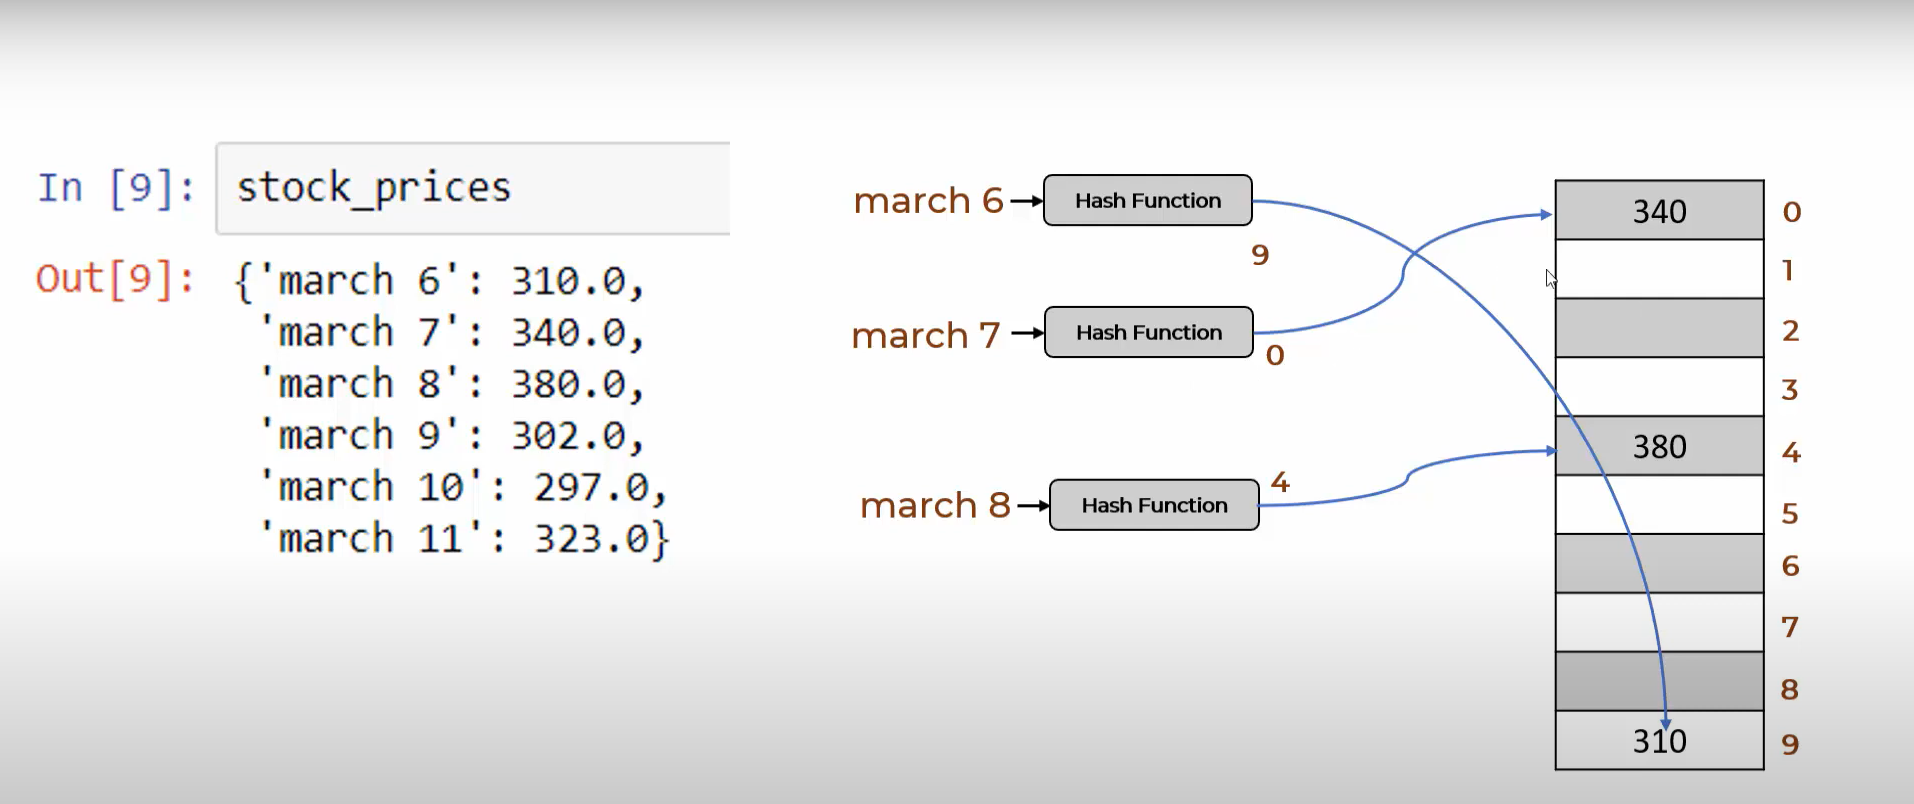 In [9]: stock_prices
Out[9]: {'march 6': 310.0,
'march 7': 340.0,
'march 8': 380.0,
'march 9': 302.0,
'march 10': 297.0,
'march 11': 323.0}
march 6 Hash Function
9
march 7 Hash Function
0
march 8 Hash Function
4
340 0
1
2
3
380 4
5
6
7
8
310 9